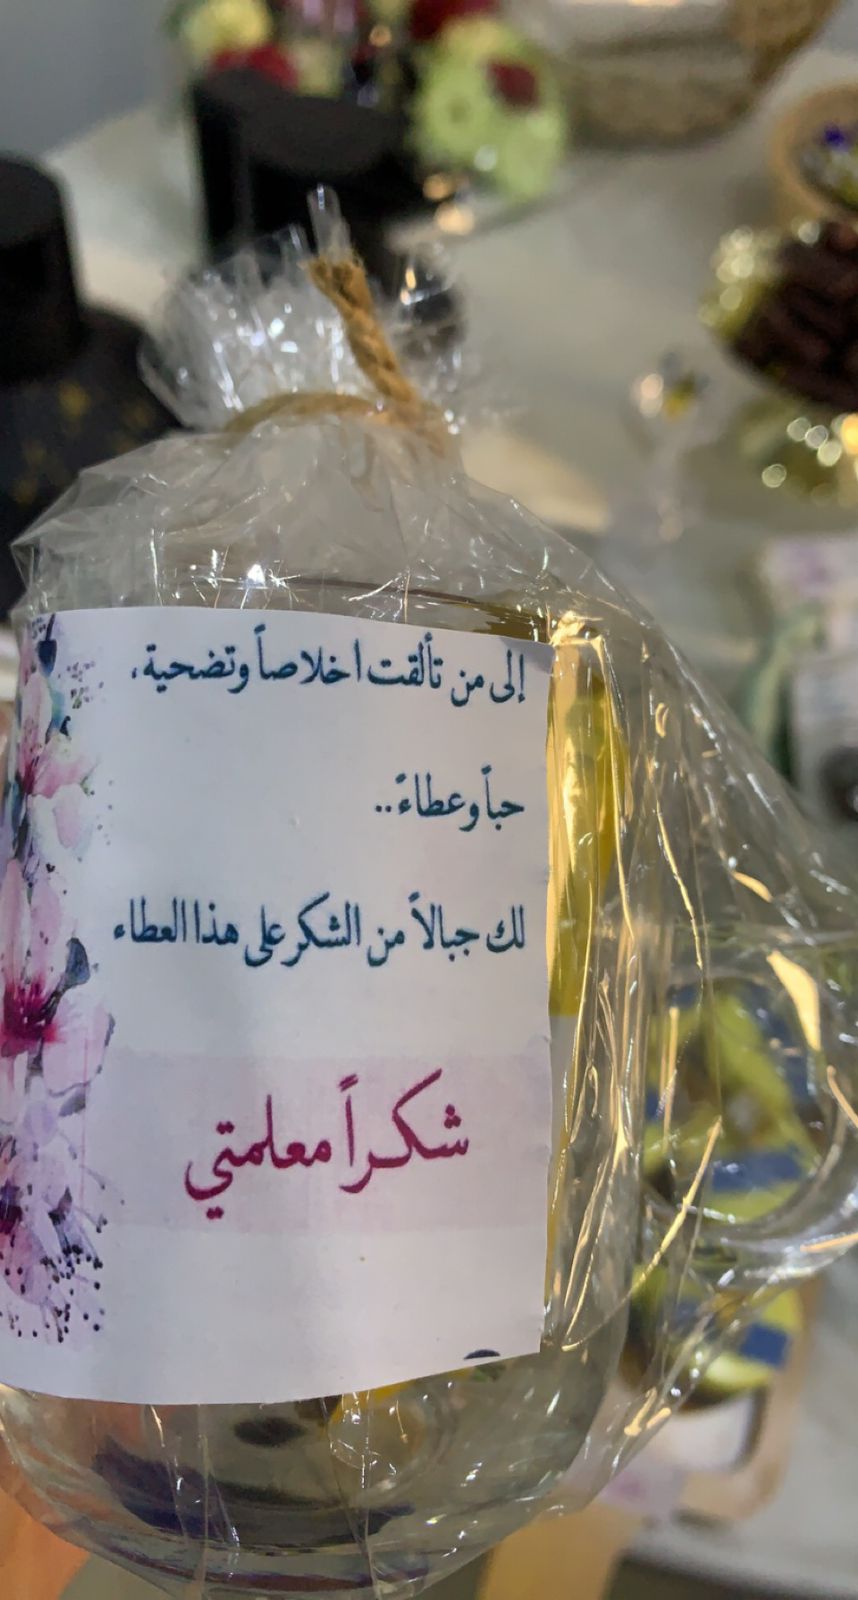 إلى من تألقت اخلاصاً وتضحية،
حباً وعطاءً..
لك جبالاً من الشكر على هذا العطاء
شكراً معلمتي